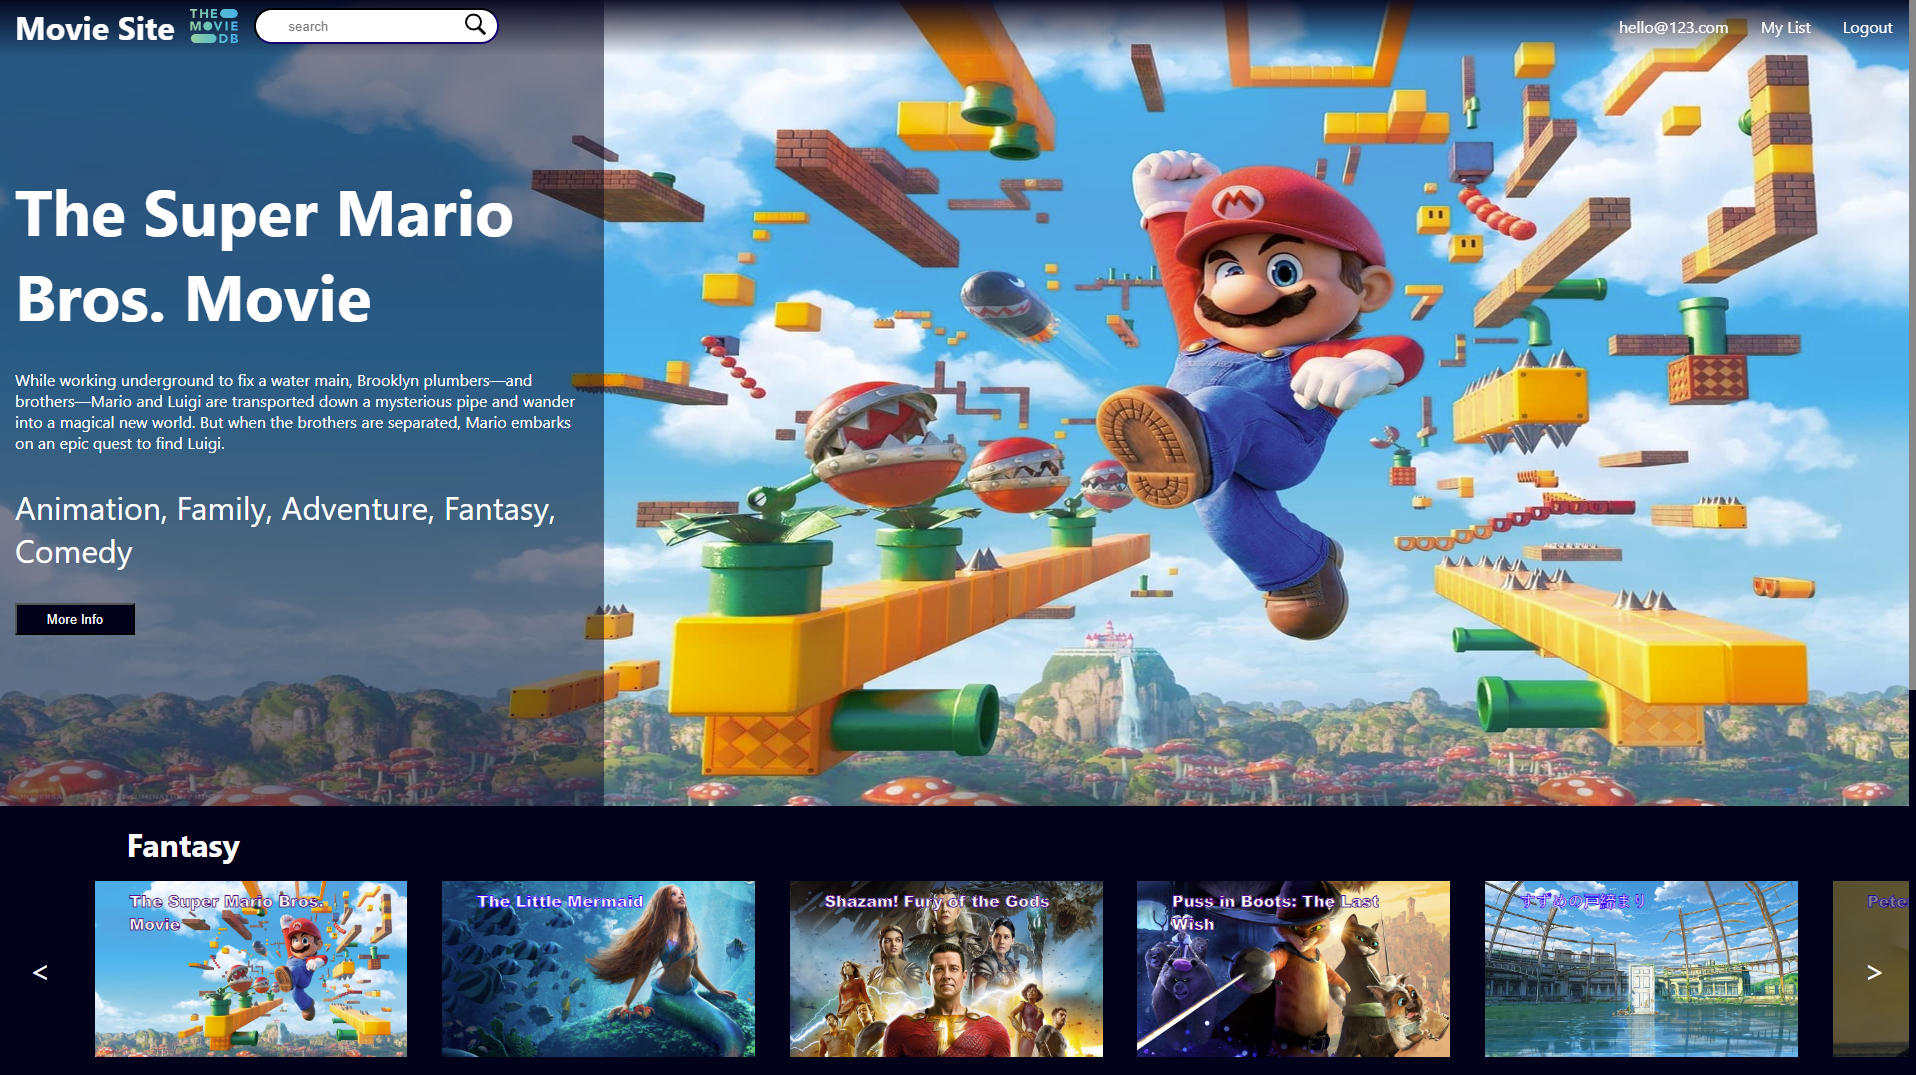 Movie Site
THE
MOVIE
DB
search
hello@123.com
My List
Logout
The Super Mario
Bros. Movie
While working underground to fix a water main, Brooklyn plumbers—and
brothers—Mario and Luigi are transported down a mysterious pipe and wander
into a magical new world. But when the brothers are separated, Mario embarks
on an epic quest to find Luigi.
Animation, Family, Adventure, Fantasy,
Comedy
More Info
Fantasy
The Super Mario Bros.
Movie
The Little Mermaid
Shazam! Fury of the Gods
Puss in Boots: The Last
Wish
すずめの戸締まり
Pete
<
>